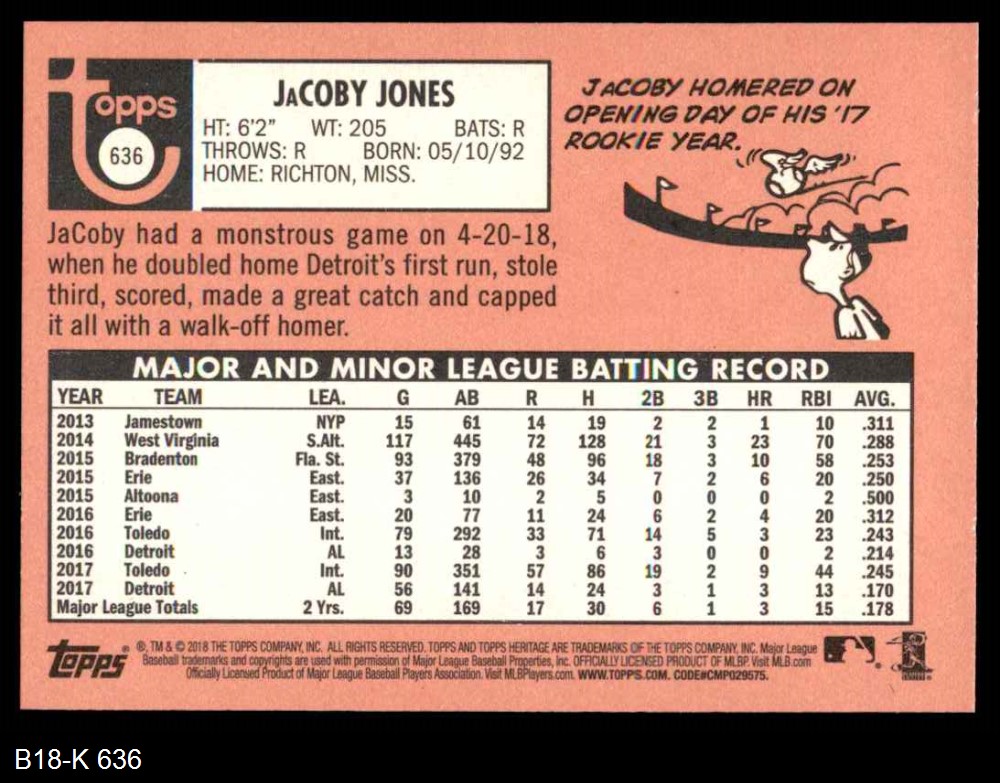 topps
636
JaCOBY JONES
HT: 6'2" WT: 205 BATS: R
THROWS: R BORN: 05/10/92
HOME: RICHTON, MISS.
JACOBY HOMERED ON
OPENING DAY OF HIS '17
ROOKIE YEAR.
JaCoby had a monstrous game on 4-20-18,
when he doubled home Detroit's first run, stole
third, scored, made a great catch and capped
it all with a walk-off homer.
MAJOR AND MINOR LEAGUE BATTING RECORD
YEAR TEAM LEA. G AB R H 2B 3B HR RBI AVG.
2013 Jamestown NYP 15 61 14 19 2 2 1 10 .311
2014 West Virginia S.Alt. 117 445 72 128 21 3 23 70 .288
2015 Bradenton Fla. St. 93 379 48 96 18 3 10 58 .253
2015 Erie East. 37 136 26 34 7 2 6 20 .250
2015 Altoona East. 3 10 2 5 0 0 0 2 .500
2016 Erie East. 20 77 11 24 6 2 4 20 .312
2016 Toledo Int. 79 292 33 71 14 5 3 23 .243
2016 Detroit AL 13 28 3 6 3 0 0 2 .214
2017 Toledo Int. 90 351 57 86 19 2 9 44 .245
2017 Detroit AL 56 141 14 24 3 1 3 13 .170
Major League Totals 2 Yrs. 69 169 17 30 6 1 3 15 .178
topps
®, TM & © 2018 THE TOPPS COMPANY, INC. ALL RIGHTS RESERVED. TOPPS AND TOPPS HERITAGE ARE TRADEMARKS OF THE TOPPS COMPANY, INC. Major League
Baseball trademarks and copyrights are used with permission of Major League Baseball Properties, Inc. OFFICIALLY LICENSED PRODUCT OF MLBP. Visit MLB.com
Officially Licensed Product of Major League Baseball Players Association. Visit MLBPlayers.com. WWW.TOPPS.COM. CODE#CMP029575.
B18-K 636